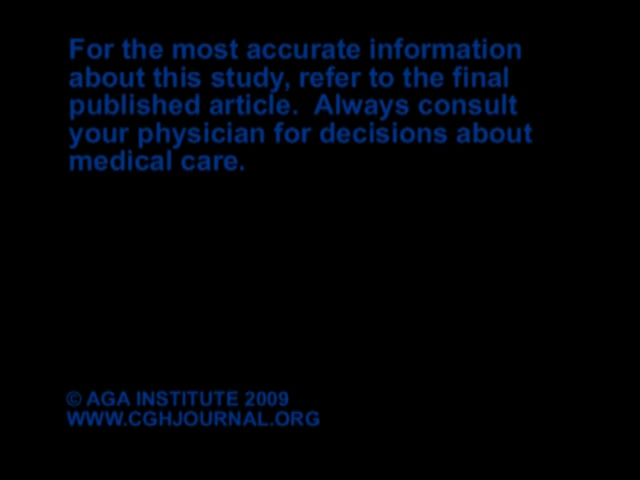 For the most accurate information
about this study, refer to the final
published article.  Always consult
your physician for decisions about
medical care.
© AGA INSTITUTE 2009
WWW.CGHJOURNAL.ORG